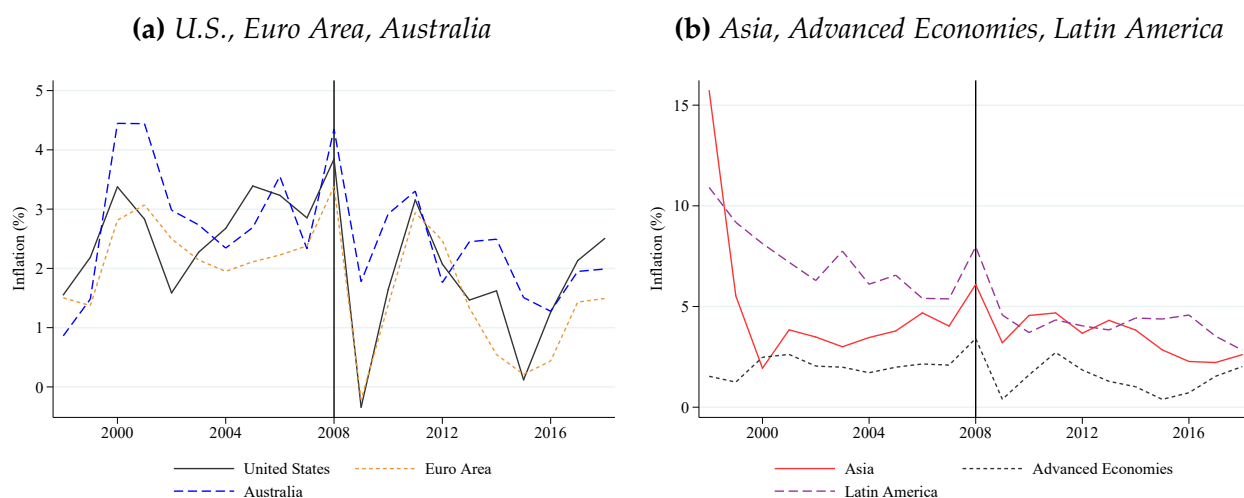 (a) U.S., Euro Area, Australia
5
4
3
2
1
0
Inflation (%)
2000 2004 2008 2012 2016
United States Euro Area
Australia
(b) Asia, Advanced Economies, Latin America
15
10
5
0
Inflation (%)
2000 2004 2008 2012 2016
Asia Advanced Economies
Latin America